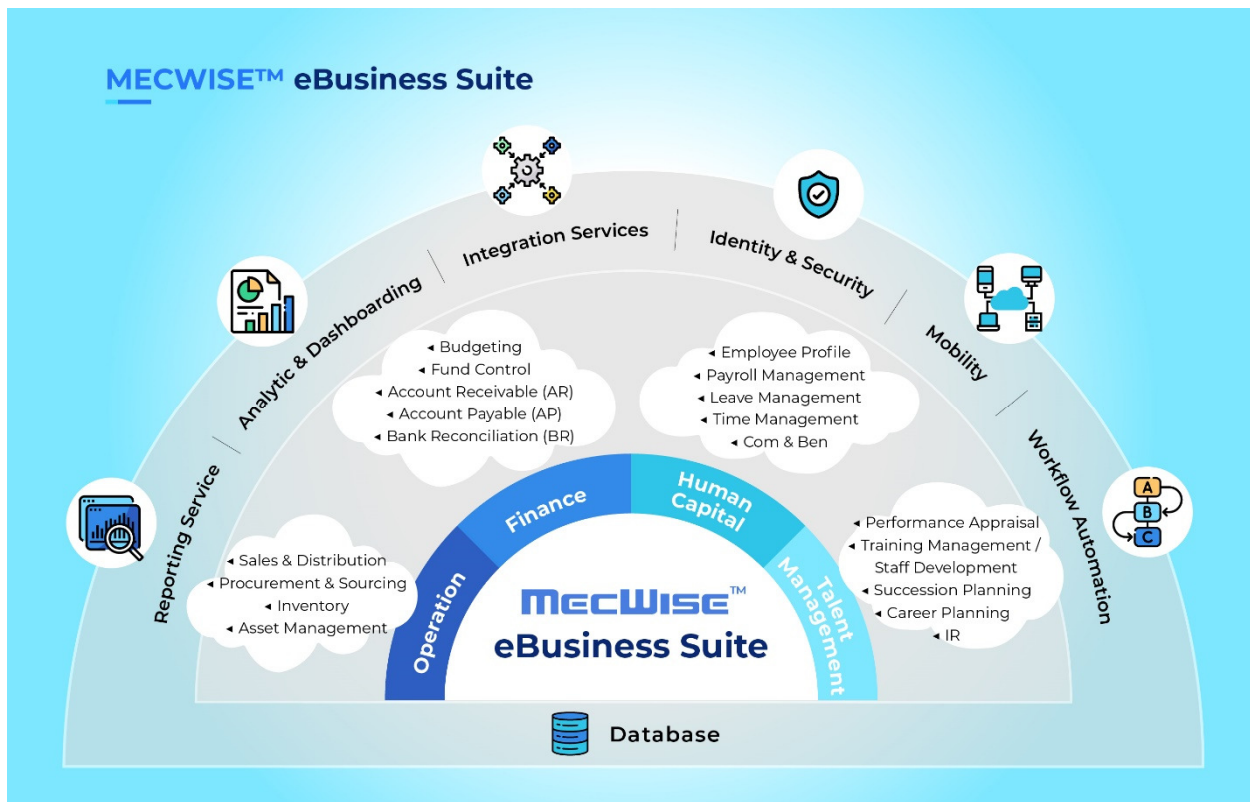 MECWISE™ eBusiness Suite
Reporting Service
Analytic & Dashboarding
Integration Services
Identity & Security
Mobility
Workflow Automation
◂ Budgeting
◂ Fund Control
◂ Account Receivable (AR)
◂ Account Payable (AP)
◂ Bank Reconciliation (BR)
◂ Employee Profile
◂ Payroll Management
◂ Leave Management
◂ Time Management
◂ Com & Ben
◂ Sales & Distribution
◂ Procurement & Sourcing
◂ Inventory
◂ Asset Management
◂ Performance Appraisal
◂ Training Management /
Staff Development
◂ Succession Planning
◂ Career Planning
◂ IR
Operation
Finance
Human
Capital
Talent
Management
MECWISE™
eBusiness Suite
A
B
C
Database